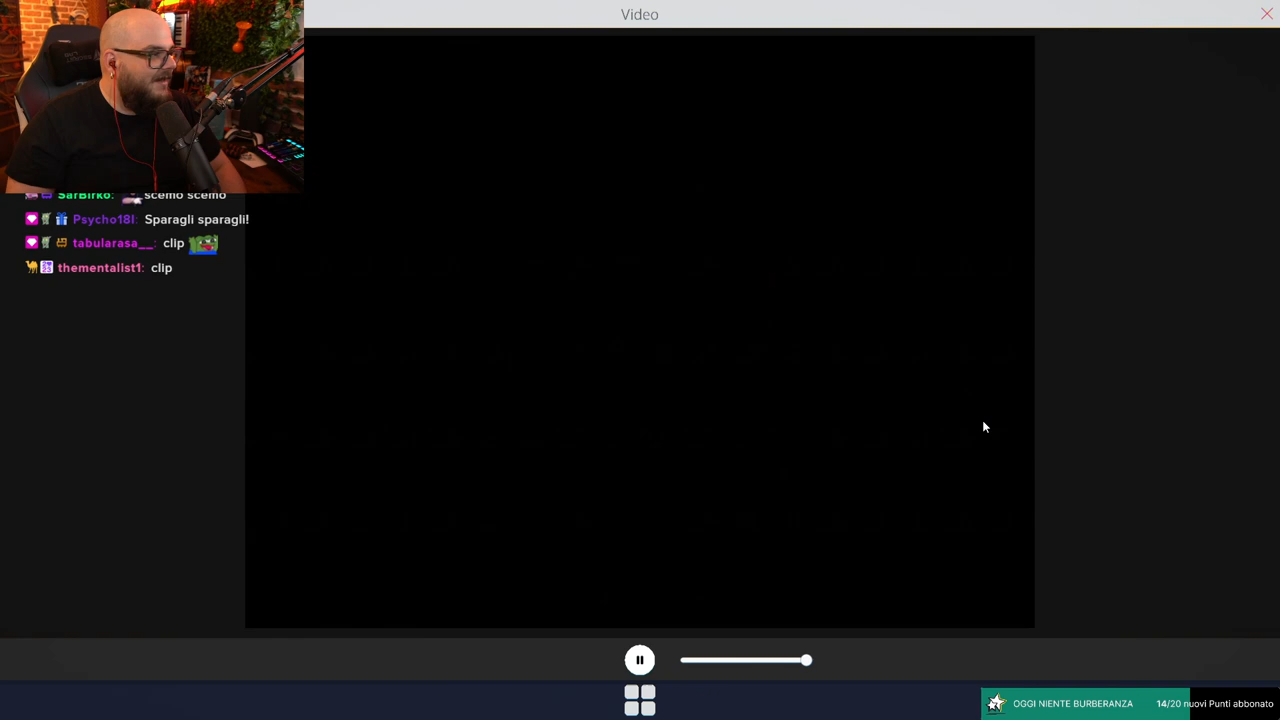 Video
SarBirko: scemo scemo
Psycho18I: Sparagli sparagli!
tabularasa__: clip
thementalist1: clip
OGGI NIENTE BURBERANZA 14/20 nuovi Punti abbonato